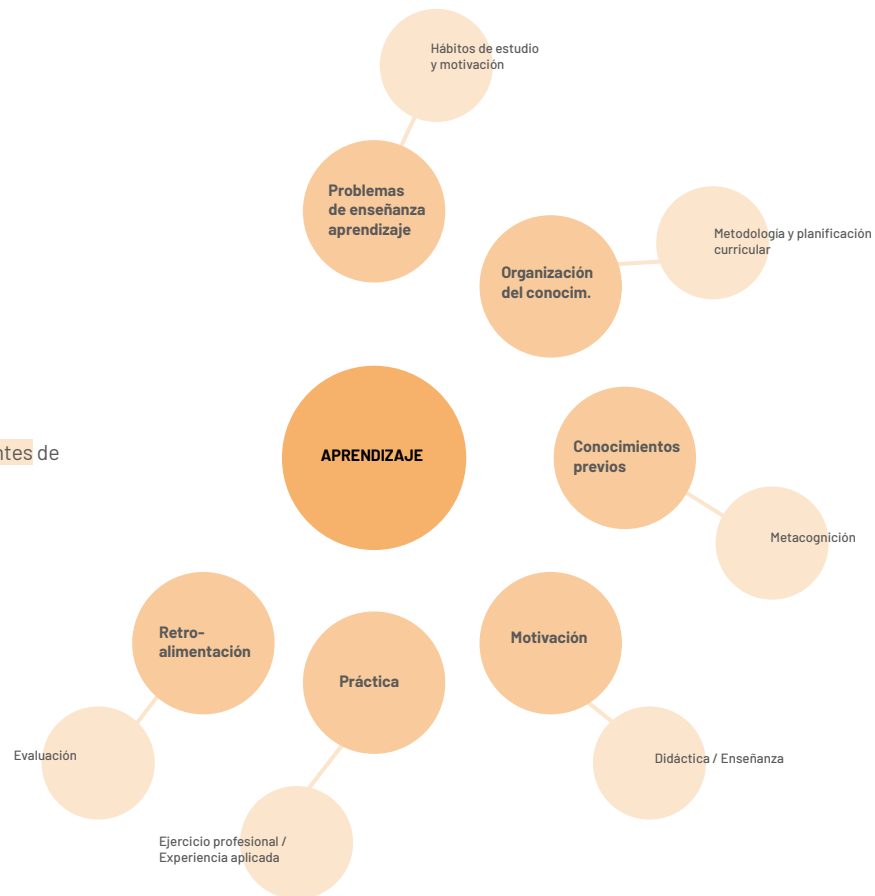 Hábitos de estudio
y motivación
Problemas
de enseñanza
aprendizaje
Metodología y planificación
curricular
Organización
del conocim.
Conocimientos
previos
APRENDIZAJE
de
Metacognición
Retro-
alimentación
Motivación
Práctica
Evaluación
Didáctica / Enseñanza
Ejercicio profesional /
Experiencia aplicada